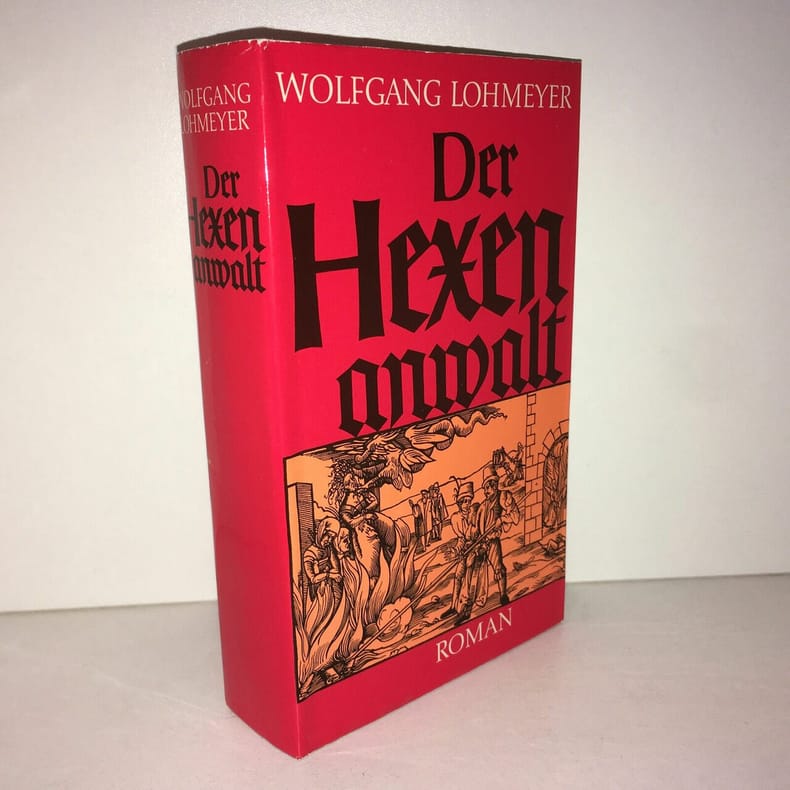 WOLFGANG
LOHMEYER
Der
Hexen
anwalt
WOLFGANG LOHMEYER
Der
Hexen
anwalt
ROMAN